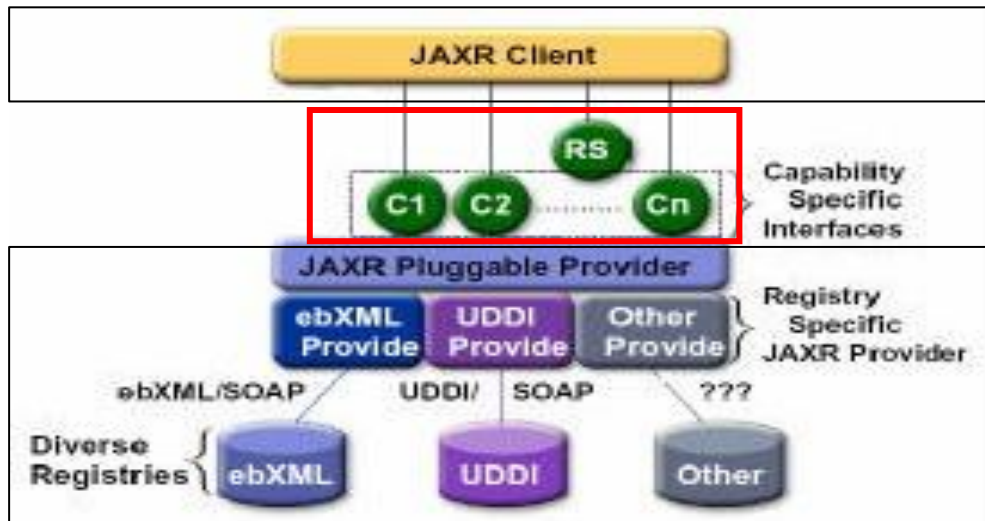 JAXR Client
RS
C1 C2 ........ Cn
Capability
Specific
Interfaces
JAXR Pluggable Provider
ebXML
Provide
UDDI
Provide
Other
Provide
Registry
Specific
JAXR Provider
ebXML/SOAP
UDDI/ SOAP
???
Diverse
Registries
ebXML
UDDI
Other